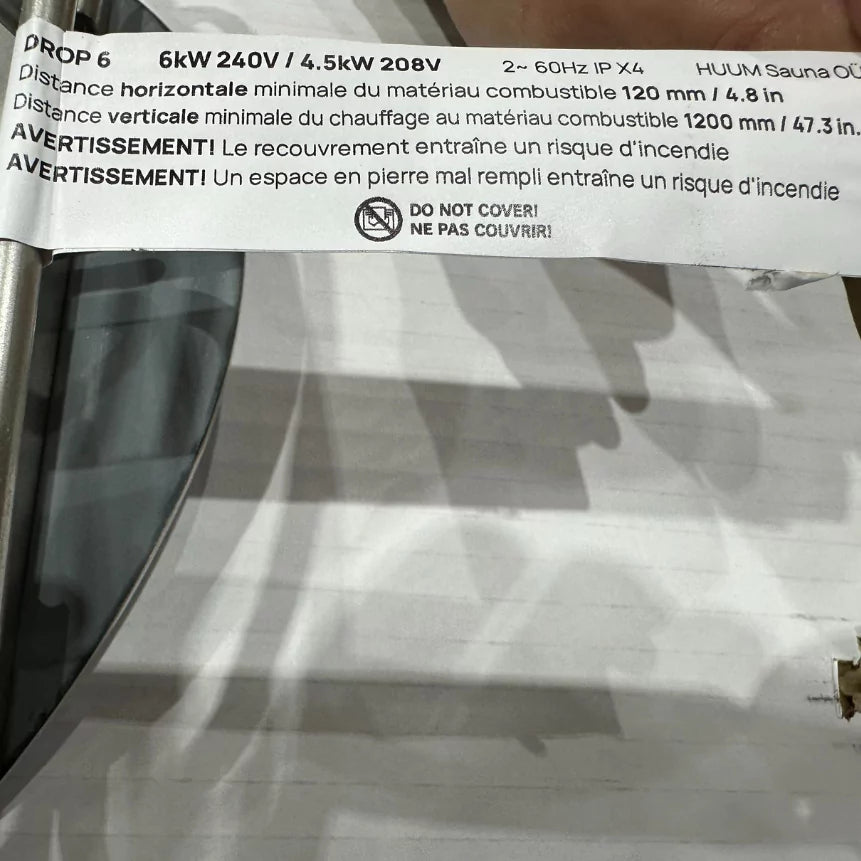 DROP 6 6kW 240V / 4.5kW 208V 2~ 60Hz IP X4 HUUM Sauna OÜ
Distance horizontale minimale du matériau combustible 120 mm / 4.8 in
Distance verticale minimale du chauffage au matériau combustible 1200 mm / 47.3 in.
AVERTISSEMENT! Le recouvrement entraîne un risque d'incendie
AVERTISSEMENT! Un espace en pierre mal rempli entraîne un risque d'incendie
DO NOT COVER!
NE PAS COUVRIR!